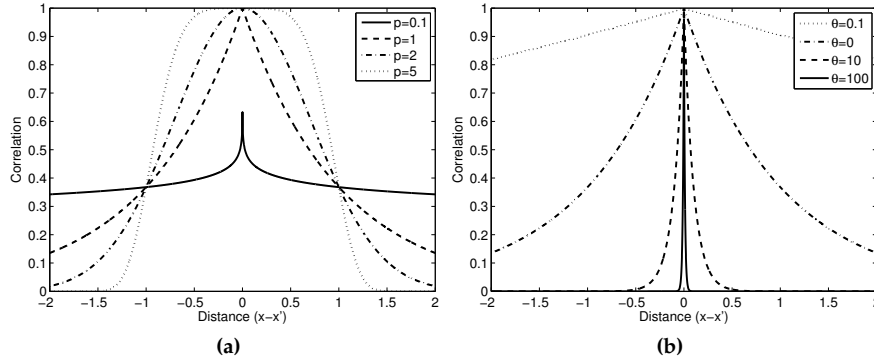 1
0.9
0.8
0.7
0.6
0.5
0.4
0.3
0.2
0.1
0
Correlation
−2 −1.5 −1 −0.5 0 0.5 1 1.5 2
Distance (x−x')
p=0.1
p=1
p=2
p=5
(a)
1
0.9
0.8
0.7
0.6
0.5
0.4
0.3
0.2
0.1
0
Correlation
−2 −1.5 −1 −0.5 0 0.5 1 1.5 2
Distance (x−x')
θ=0.1
θ=0
θ=10
θ=100
(b)